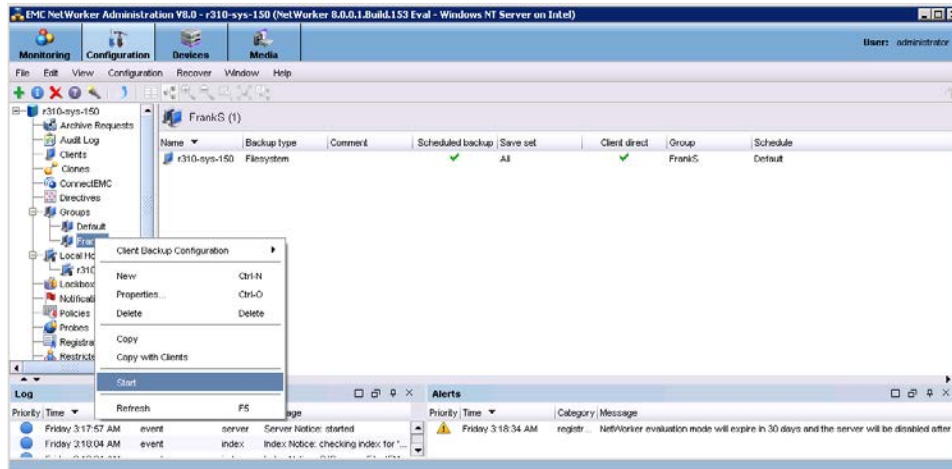 EMC NetWorker Administration V8.0 - r310-sys-150 (NetWorker 8.0.0.1.Build.153 Eval - Windows NT Server on Intel)
Monitoring Configuration Devices Media
User: administrator
File Edit View Configuration Recover Window Help
r310-sys-150
Archive Requests
Audit Log
Clients
Clones
ConnectEMC
Directives
Groups
Default
Local Ho
r310
Lockbox
Notificati
Policies
Probes
Registra
Restricte
FrankS (1)
Name Backup type Comment Scheduled backup Save set Client direct Group Schedule
r310-sys-150 Filesystem All FrankS Default
Client Backup Configuration
New Ctrl-N
Properties... Ctrl-O
Delete Delete
Copy
Copy with Clients
Start
Refresh F5
Log
Priority Time age
Friday 3:17:57 AM event server Server Notice: started
Friday 3:18:04 AM event index Index Notice: checking index for '...
Alerts
Priority Time Category Message
Friday 3:18:34 AM registr... NetWorker evaluation mode will expire in 30 days and the server will be disabled after